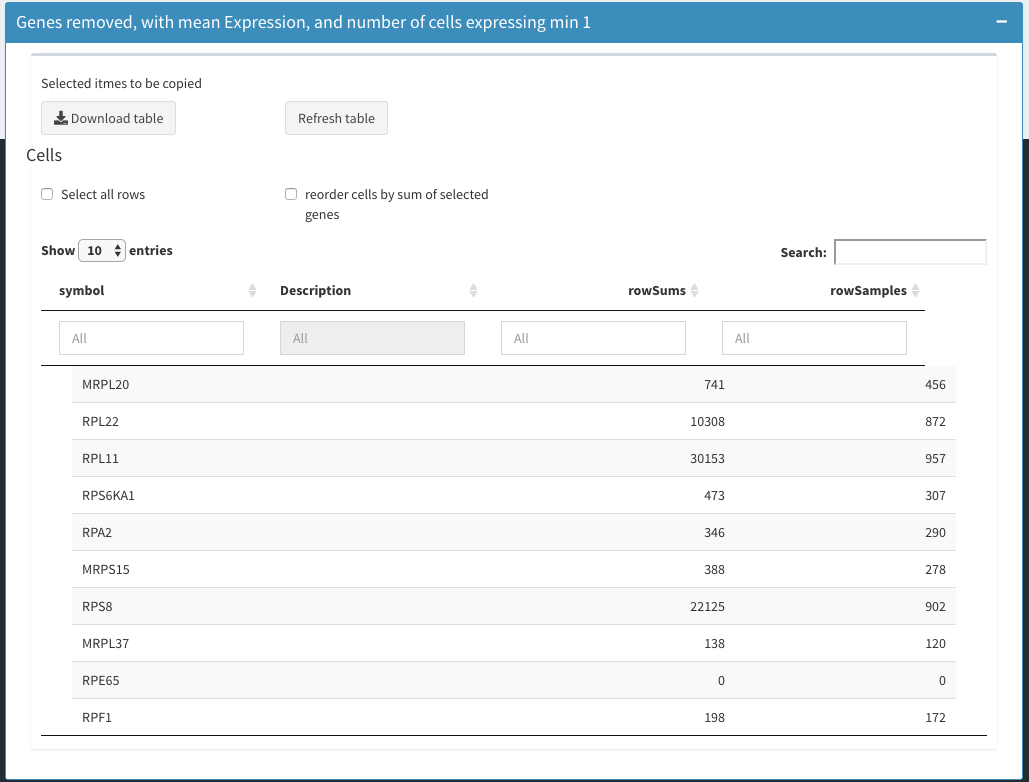 Genes removed, with mean Expression, and number of cells expressing min 1
Selected itmes to be copied
Download table Refresh table
Cells
Select all rows reorder cells by sum of selected
genes
Show 10 entries Search:
symbol Description rowSums rowSamples
All All All All
MRPL20 741 456
RPL22 10308 872
RPL11 30153 957
RPS6KA1 473 307
RPA2 346 290
MRPS15 388 278
RPS8 22125 902
MRPL37 138 120
RPE65 0 0
RPF1 198 172